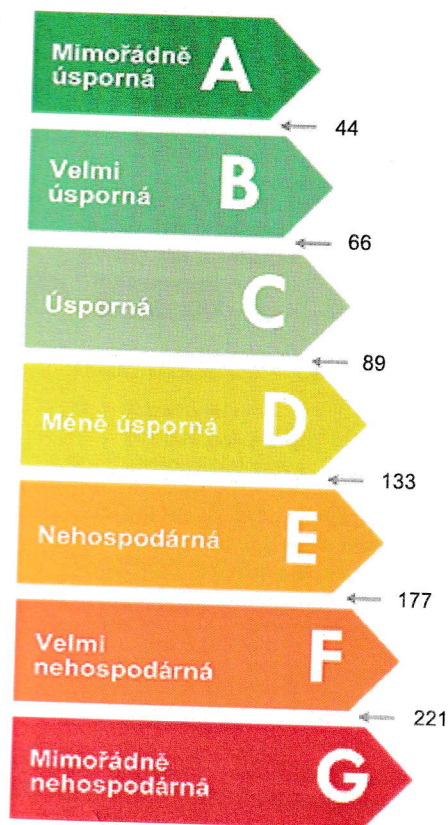 Mimořádně
úsporná
A
44
Velmi
úsporná
B
66
Úsporná
C
89
Méně úsporná
D
133
Nehospodárná
E
177
Velmi
nehospodárná
F
221
Mimořádně
nehospodárná
G